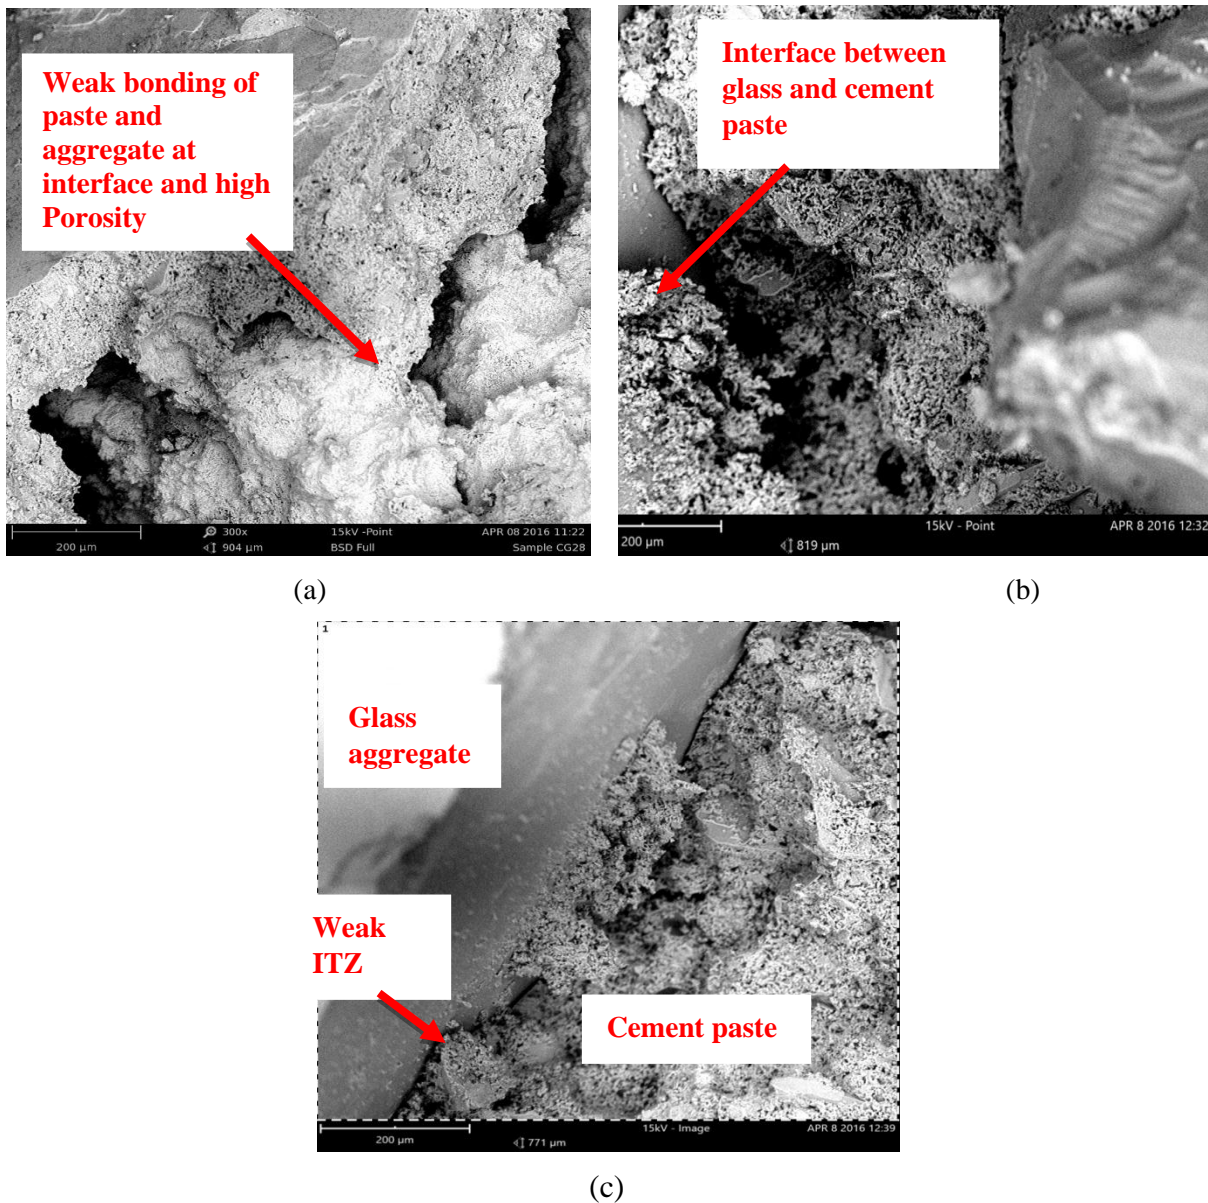 Weak bonding of
paste and
aggregate at
interface and high
Porosity
200 µm
300x
904 µm
15kV -Point
BSD Full
APR 08 2016 11:22
Sample CG28
(a)
Interface between
glass and cement
paste
200 µm
819 µm
15kV - Point
APR 8 2016 12:32
(b)
1
Glass
aggregate
Weak
ITZ
Cement paste
200 µm
771 µm
15kV - Image
APR 8 2016 12:39
(c)